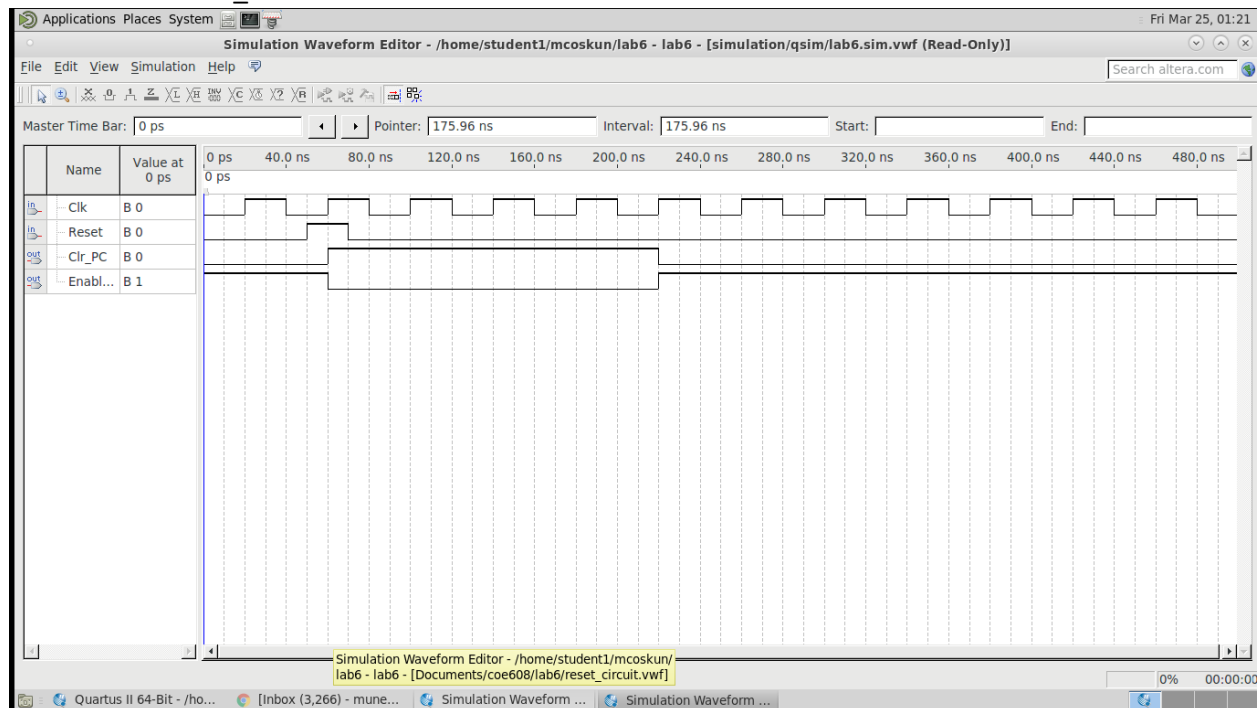 Applications Places System
Fri Mar 25, 01:21
Simulation Waveform Editor - /home/student1/mcoskun/lab6 - lab6 - [simulation/qsim/lab6.sim.vwf (Read-Only)]
File Edit View Simulation Help
Search altera.com
Master Time Bar: 0 ps Pointer: 175.96 ns Interval: 175.96 ns Start: End:
Name Value at 0 ps
0 ps 40.0 ns 80.0 ns 120.0 ns 160.0 ns 200.0 ns 240.0 ns 280.0 ns 320.0 ns 360.0 ns 400.0 ns 440.0 ns 480.0 ns
0 ps
in Clk B 0
in Reset B 0
out Clr_PC B 0
out Enabl... B 1
Simulation Waveform Editor - /home/student1/mcoskun/
lab6 - lab6 - [Documents/coe608/lab6/reset_circuit.vwf]
0% 00:00:00
Quartus II 64-Bit - /ho... [Inbox (3,266) - mune... Simulation Waveform ... Simulation Waveform ...